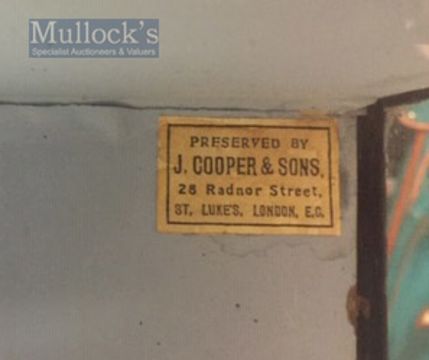 Mullock's
Specialist Auctioneers & Valuers
PRESERVED BY
J. COOPER & SONS,
28 Radnor Street,
ST, LUKE'S, LONDON, E.C.